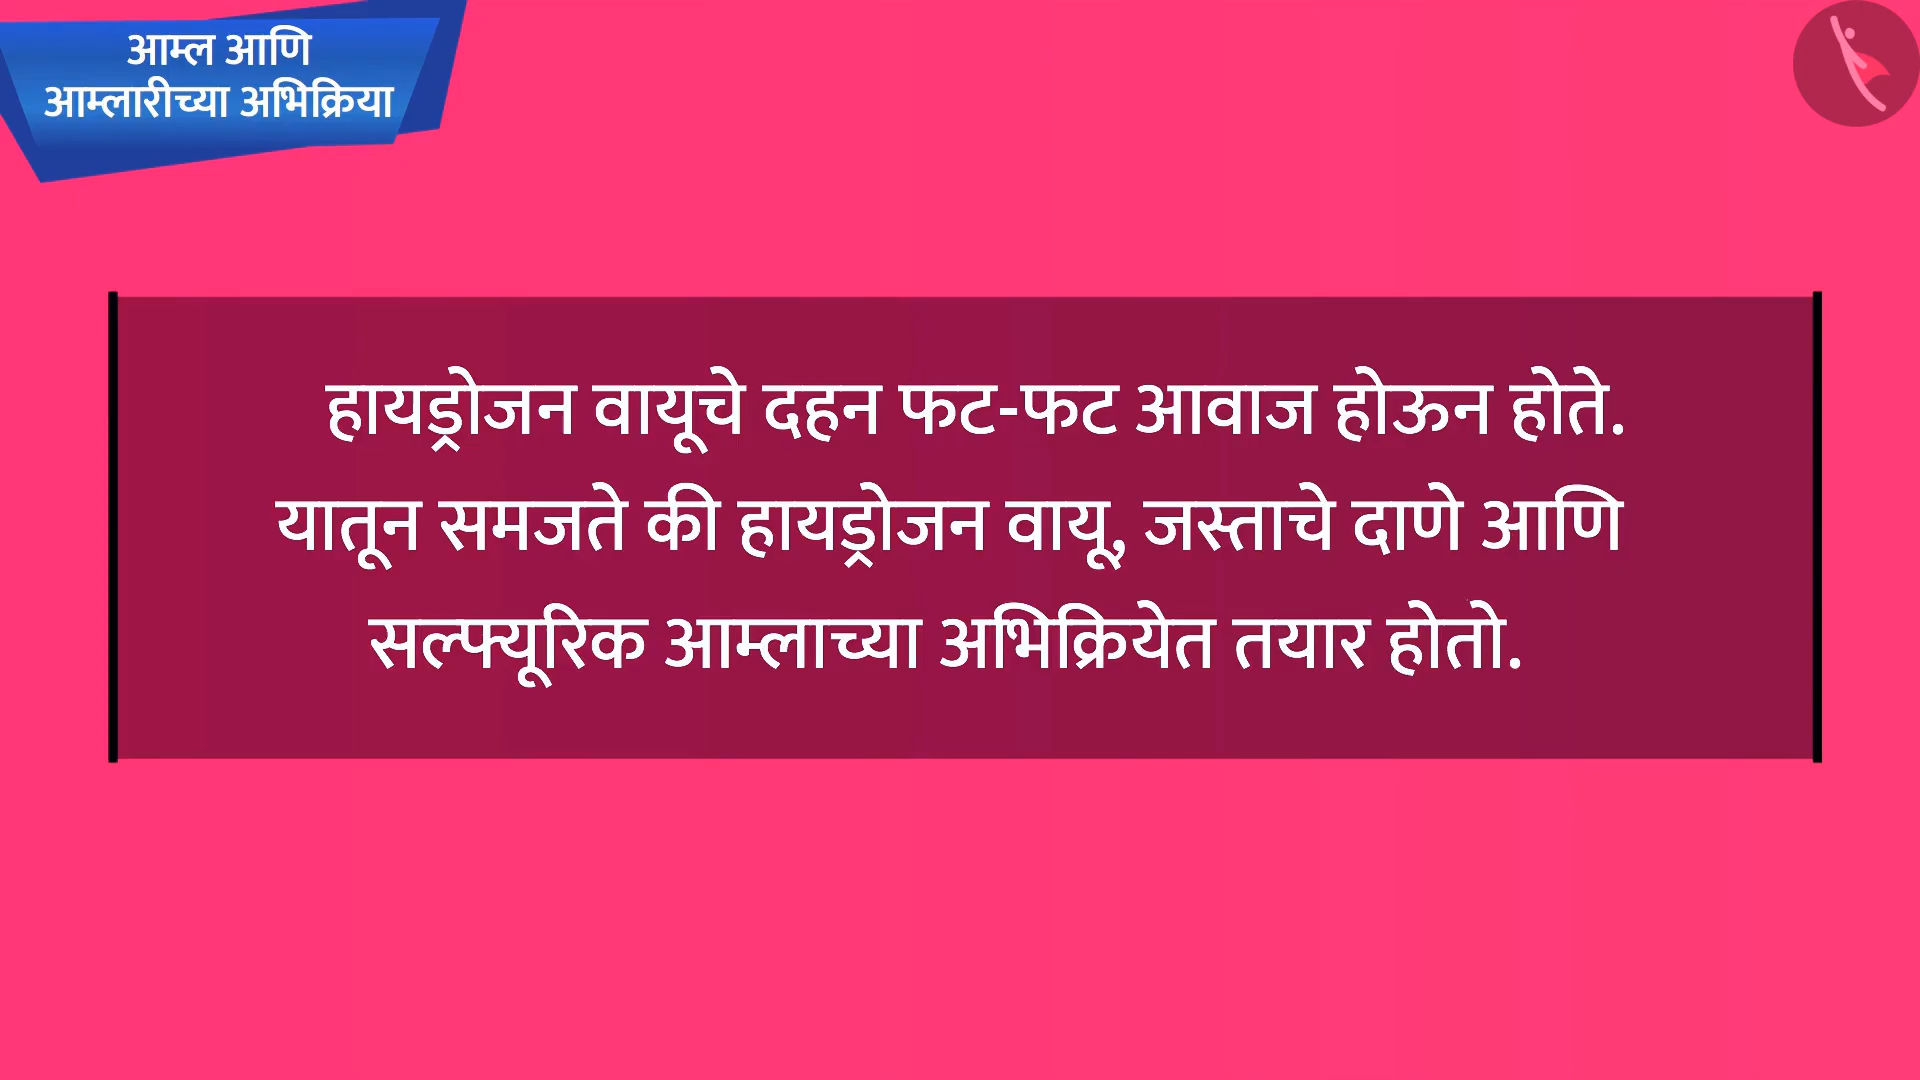 आम्ल आणि
आम्लारीच्या अभिक्रिया
हायड्रोजन वायूचे दहन फट-फट आवाज होऊन होते.
यातून समजते की हायड्रोजन वायू, जस्ताचे दाणे आणि
सल्फ्यूरिक आम्लाच्या अभिक्रियेत तयार होतो.